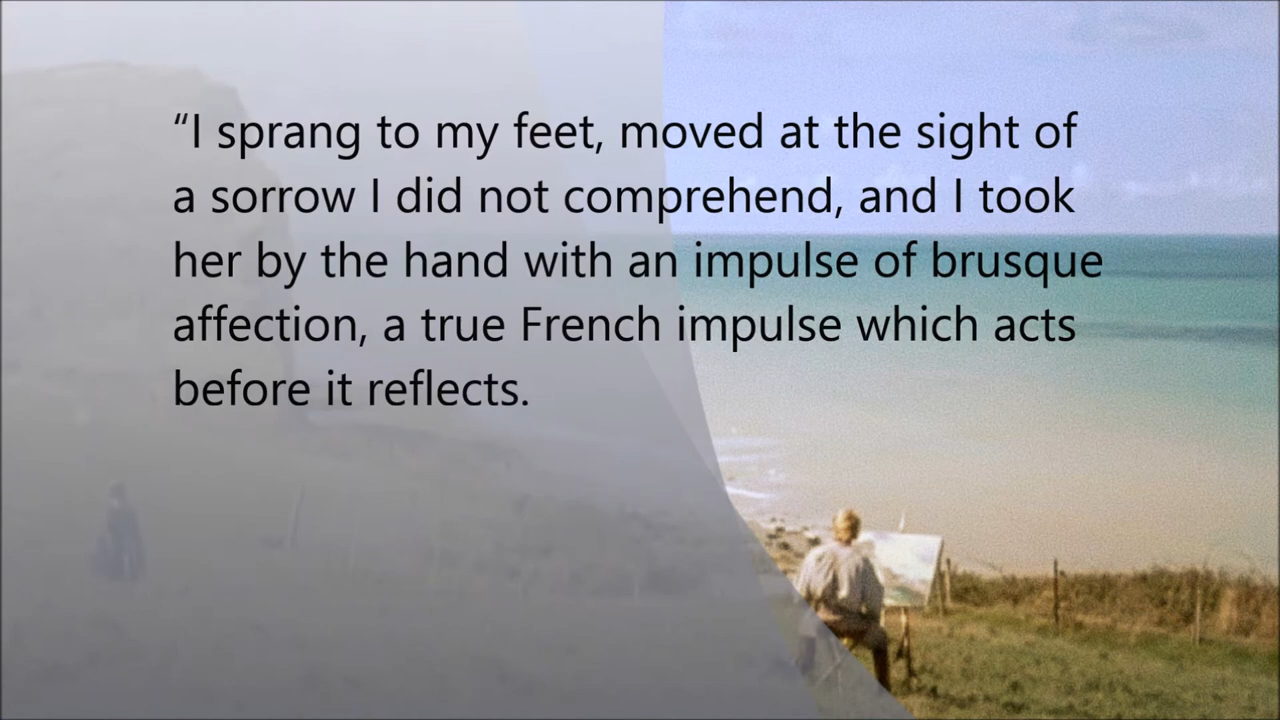 “I sprang to my feet, moved at the sight of
a sorrow I did not comprehend, and I took
her by the hand with an impulse of brusque
affection, a true French impulse which acts
before it reflects.